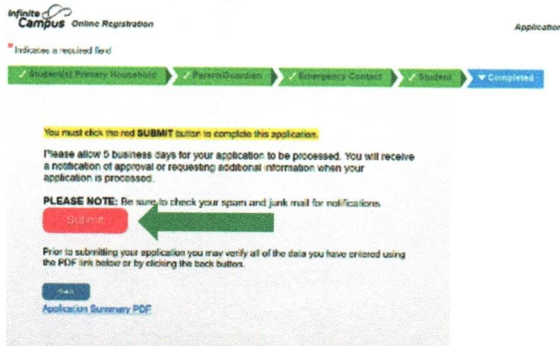 Infinite
Campus Online Registration
Application
* Indicates a required field
✓ Student(s) Primary Household
✓ Parent/Guardian
✓ Emergency Contact
✓ Student
▼ Completed
You must click the red SUBMIT button to complete this application.
Please allow 5 business days for your application to be processed. You will receive
a notification of approval or requesting additional information when your
application is processed.
PLEASE NOTE: Be sure to check your spam and junk mail for notifications
Submit
Prior to submitting your application you may verify all of the data you have entered using
the PDF link below or by clicking the back button.
Back
Application Summary PDF